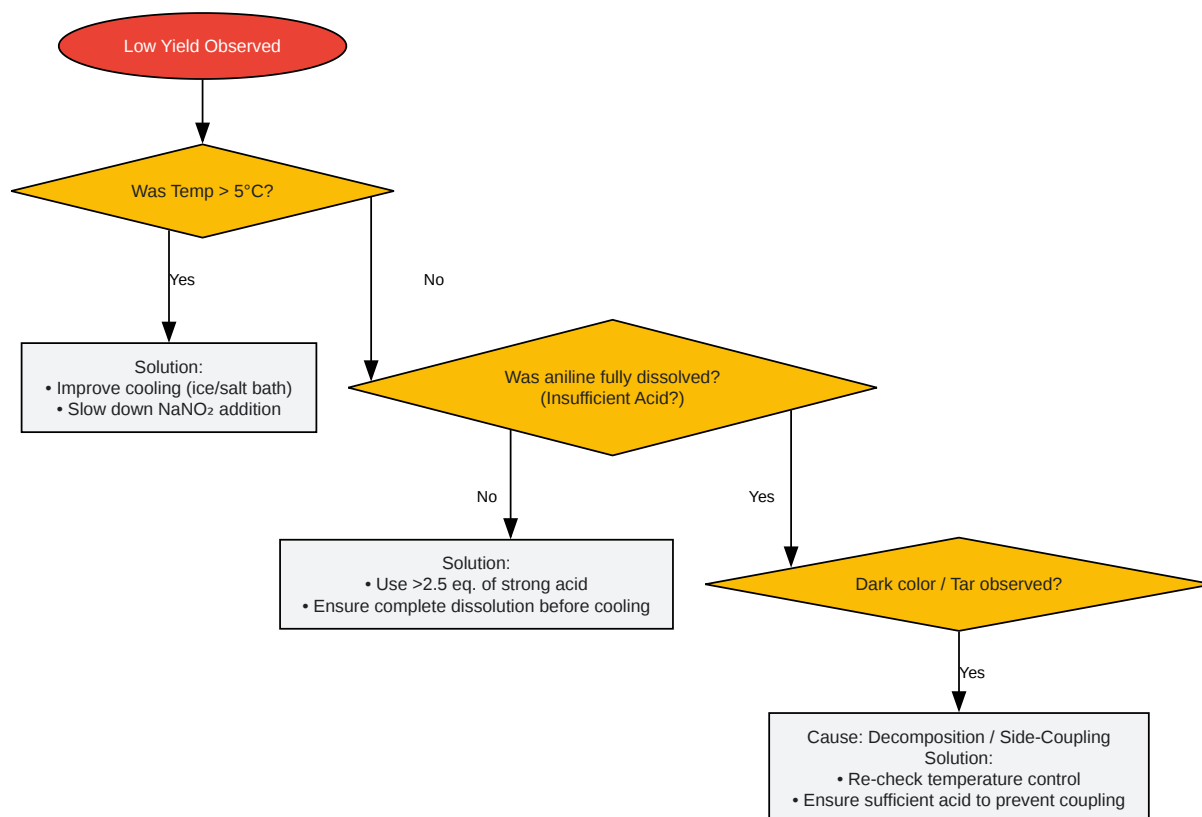 Low Yield Observed
Was Temp > 5°C?
Yes
No
Solution:
• Improve cooling (ice/salt bath)
• Slow down NaNO₂ addition
Was aniline fully dissolved?
(Insufficient Acid?)
No
Yes
Solution:
• Use >2.5 eq. of strong acid
• Ensure complete dissolution before cooling
Dark color / Tar observed?
Yes
Cause: Decomposition / Side-Coupling
Solution:
• Re-check temperature control
• Ensure sufficient acid to prevent coupling